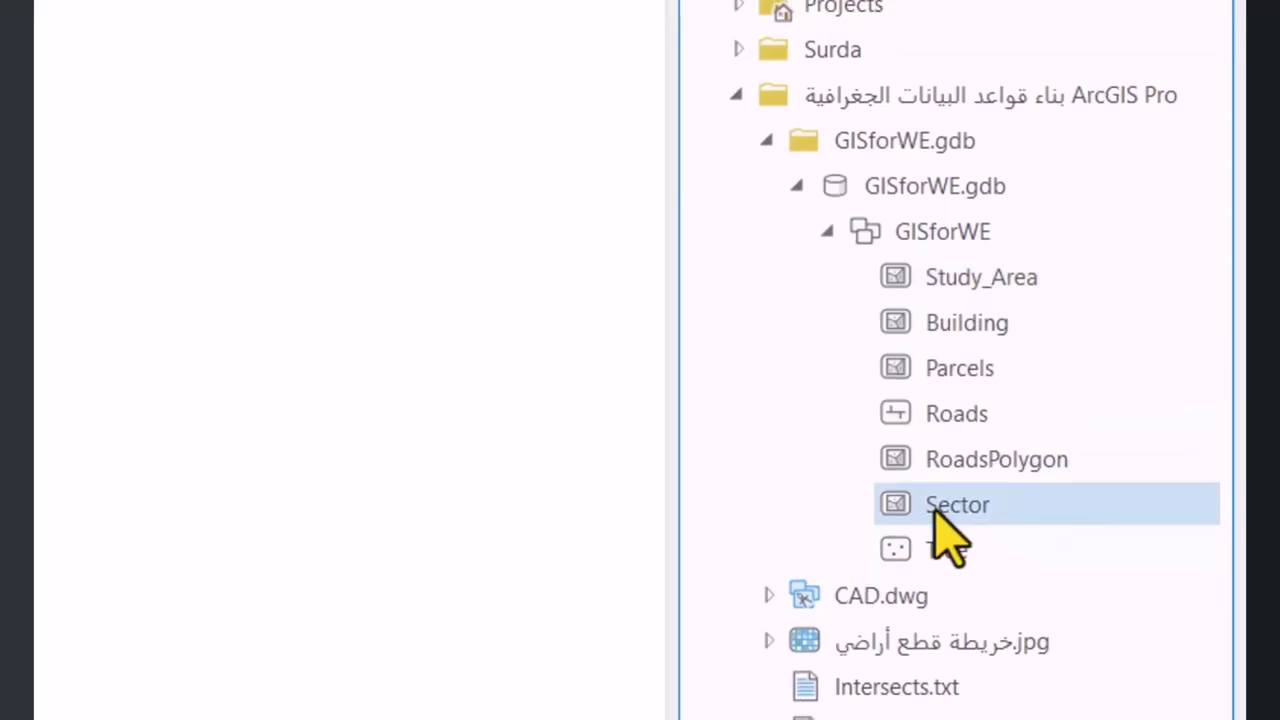 Projects
Surda
بناء قواعد البيانات الجغرافية ArcGIS Pro
GISforWE.gdb
GISforWE.gdb
GISforWE
Study_Area
Building
Parcels
Roads
RoadsPolygon
Sector
CAD.dwg
خريطة قطع أراضي.jpg
Intersects.txt